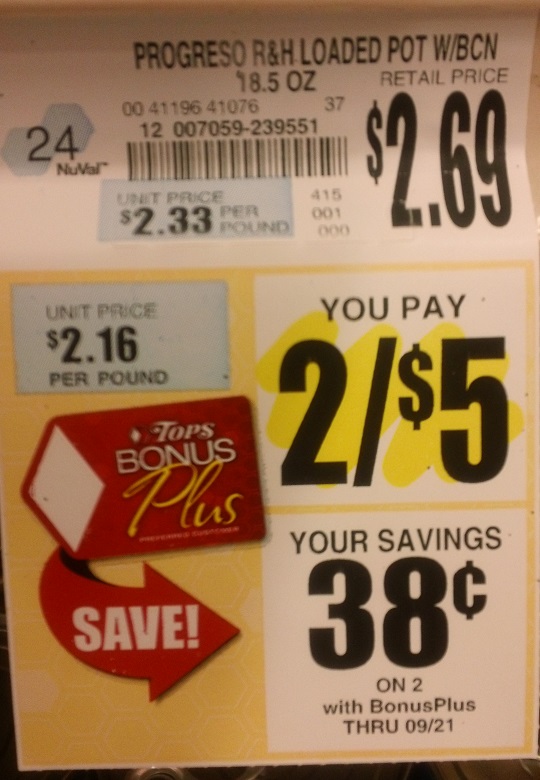 PROGRESO R&H LOADED POT W/BCN
18.5 OZ
RETAIL PRICE
00 41196 41076 37
12 007059-239551
$2.69
24
NuVal™
UNIT PRICE
$2.33 PER POUND
415
001
000
UNIT PRICE
$2.16
PER POUND
YOU PAY
2/$5
TOPS
BONUS
Plus
PREFERRED CUSTOMER
SAVE!
YOUR SAVINGS
38¢
ON 2
with BonusPlus
THRU 09/21